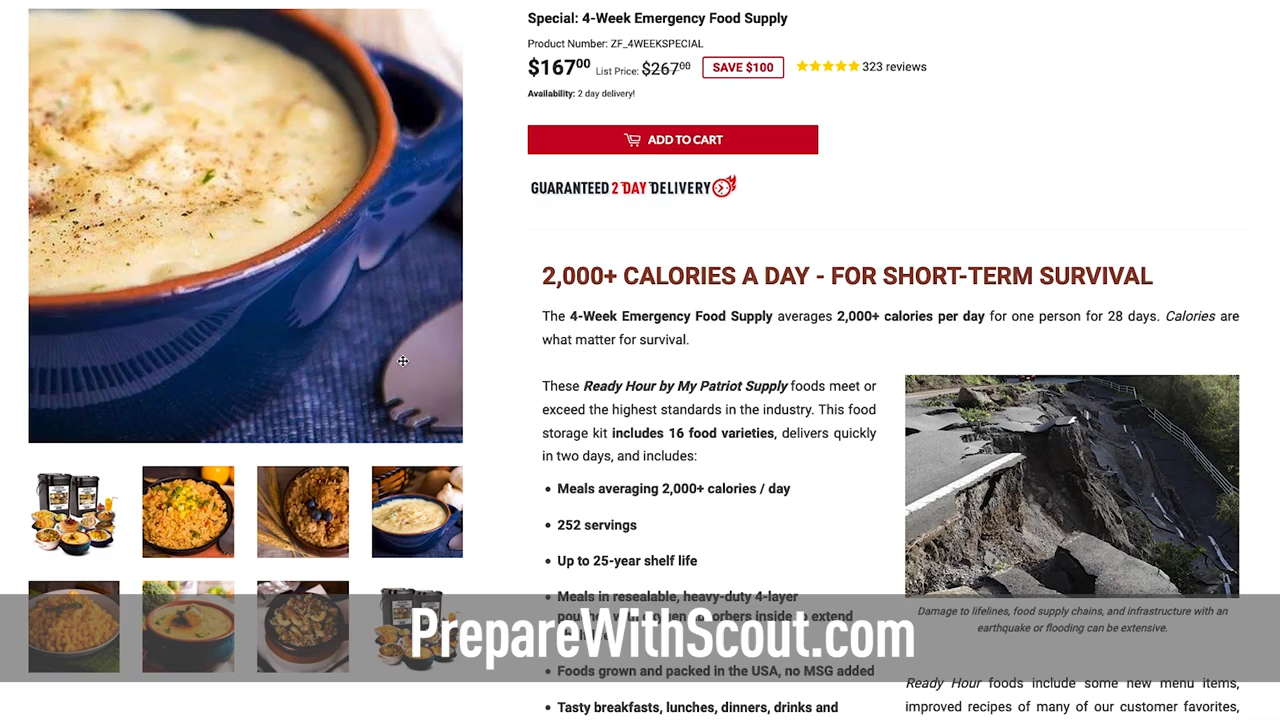 Special: 4-Week Emergency Food Supply
Product Number: ZF_4WEEKSPECIAL
$167⁰⁰ List Price: $267⁰⁰ SAVE $100 323 reviews
Availability: 2 day delivery!
ADD TO CART
GUARANTEED 2 DAY DELIVERY
2,000+ CALORIES A DAY - FOR SHORT-TERM SURVIVAL
The 4-Week Emergency Food Supply averages 2,000+ calories per day for one person for 28 days. Calories are
what matter for survival.
These Ready Hour by My Patriot Supply foods meet or
exceed the highest standards in the industry. This food
storage kit includes 16 food varieties, delivers quickly
in two days, and includes:
• Meals averaging 2,000+ calories / day
• 252 servings
• Up to 25-year shelf life
• Meals in resealable, heavy-duty 4-layer
inside to extend
• Foods grown and packed in the USA, no MSG added
• Tasty breakfasts, lunches, dinners, drinks and
Damage to lifelines, food supply chains, and infrastructure with an
earthquake or flooding can be extensive.
Ready Hour foods include some new menu items,
improved recipes of many of our customer favorites,
PrepareWithScout.com